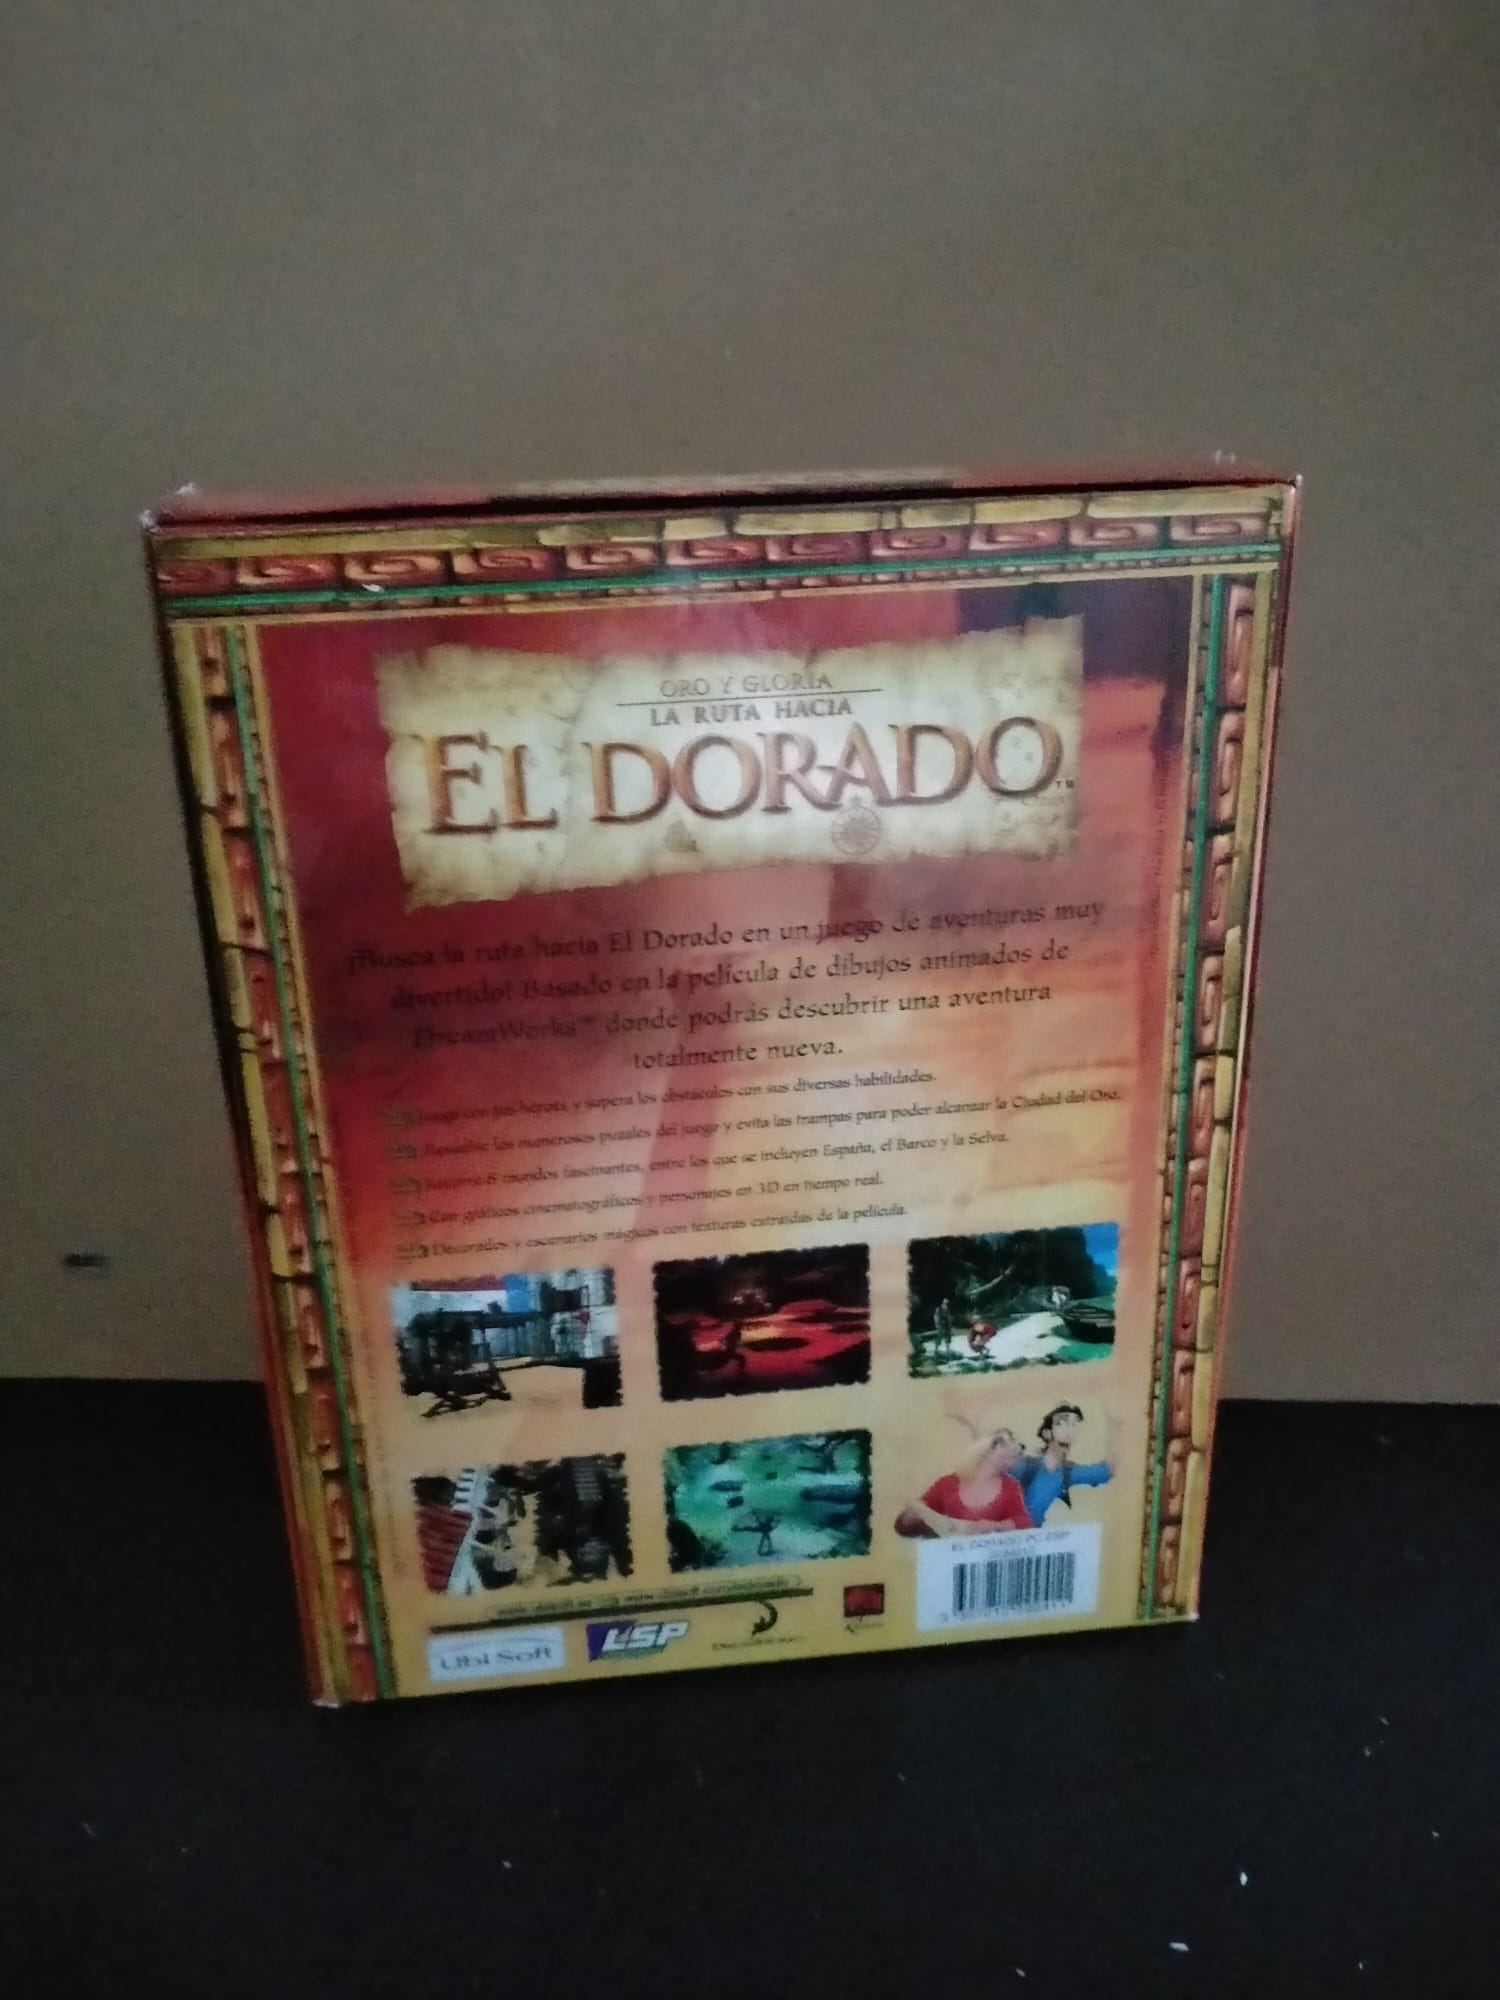 ORO Y GLORIA
LA RUTA HACIA
EL DORADO™
¡Busca la ruta hacia El Dorado en un juego de aventuras muy
divertido! Basado en la película de dibujos animados de
DreamWorks™ donde podrás descubrir una aventura
totalmente nueva.
Juega con tus héroes y supera los obstáculos con sus diversas habilidades.
Resuelve los numerosos puzzles del juego y evita las trampas para poder alcanzar la Ciudad del Oro.
Recorre 8 mundos fascinantes, entre los que se incluyen España, el Barco y la Selva.
Con gráficos cinematográficos y personajes en 3D en tiempo real.
Decorados y escenarios mágicos con texturas extraídas de la película.
EL DORADO PC ESP
Ubi Soft
LSP